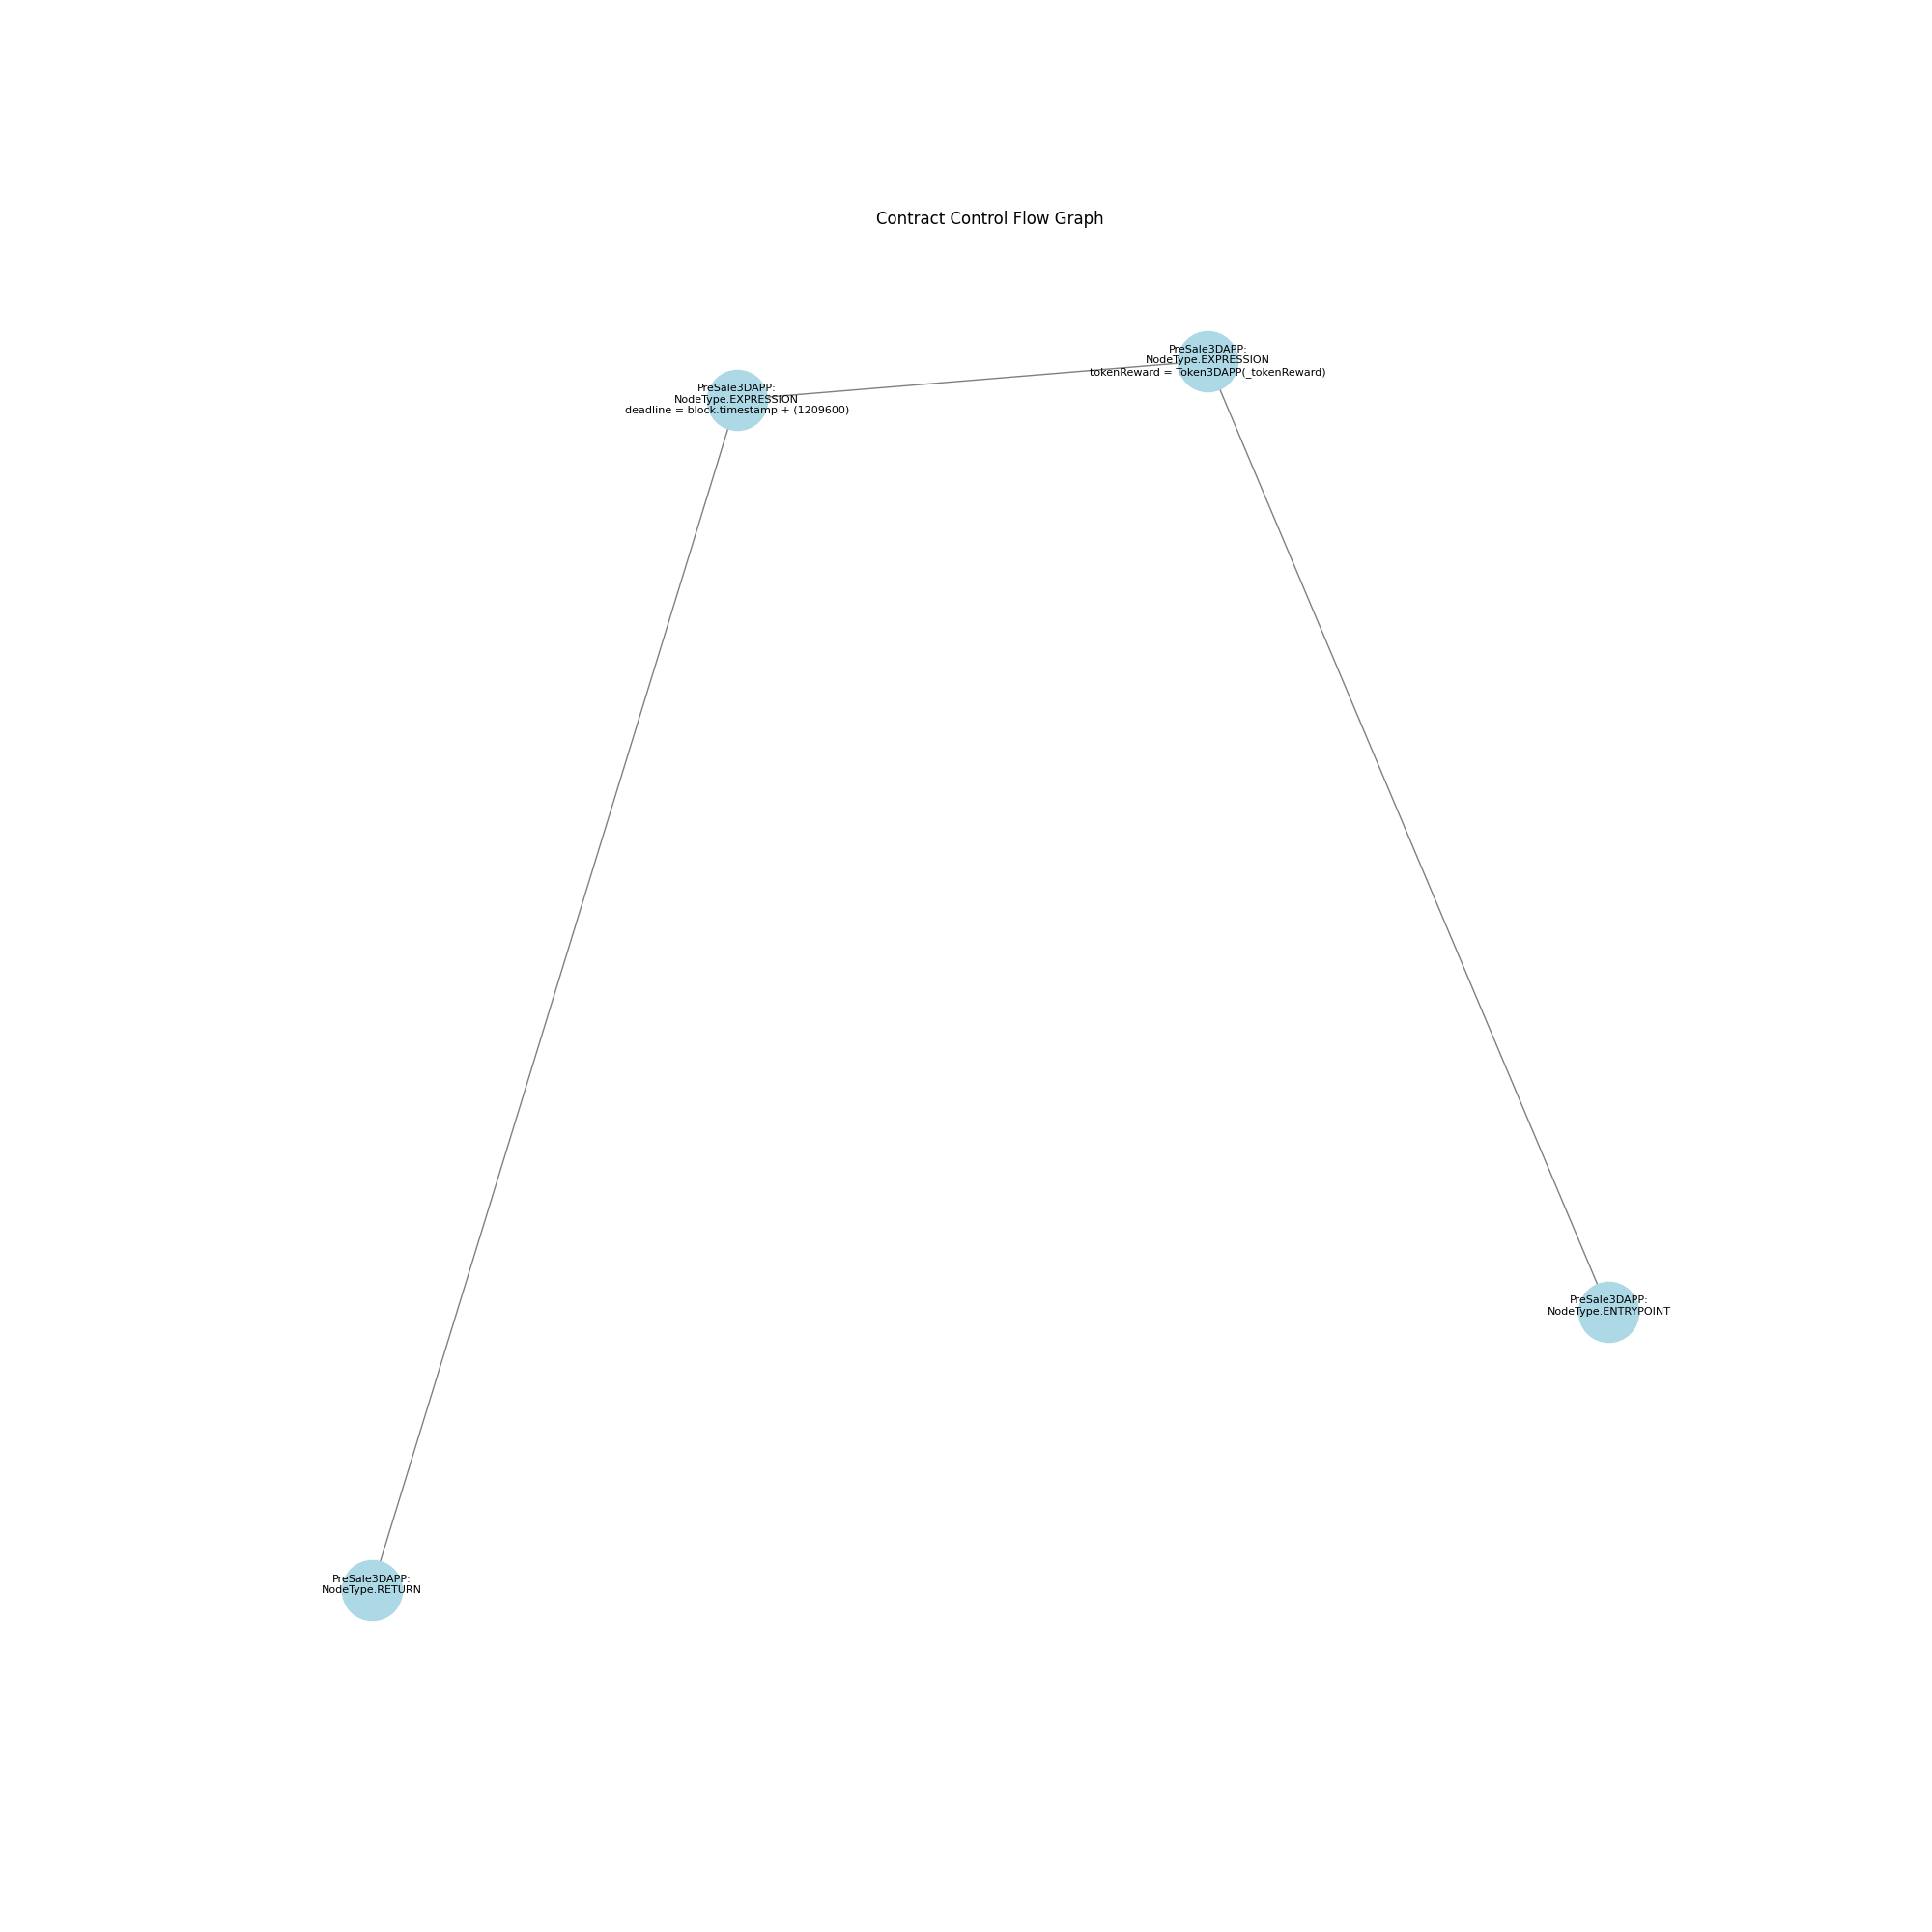 Contract Control Flow Graph
PreSale3DAPP:
NodeType.EXPRESSION
tokenReward = Token3DAPP(_tokenReward)
PreSale3DAPP:
NodeType.EXPRESSION
deadline = block.timestamp + (1209600)
PreSale3DAPP:
NodeType.ENTRYPOINT
PreSale3DAPP:
NodeType.RETURN